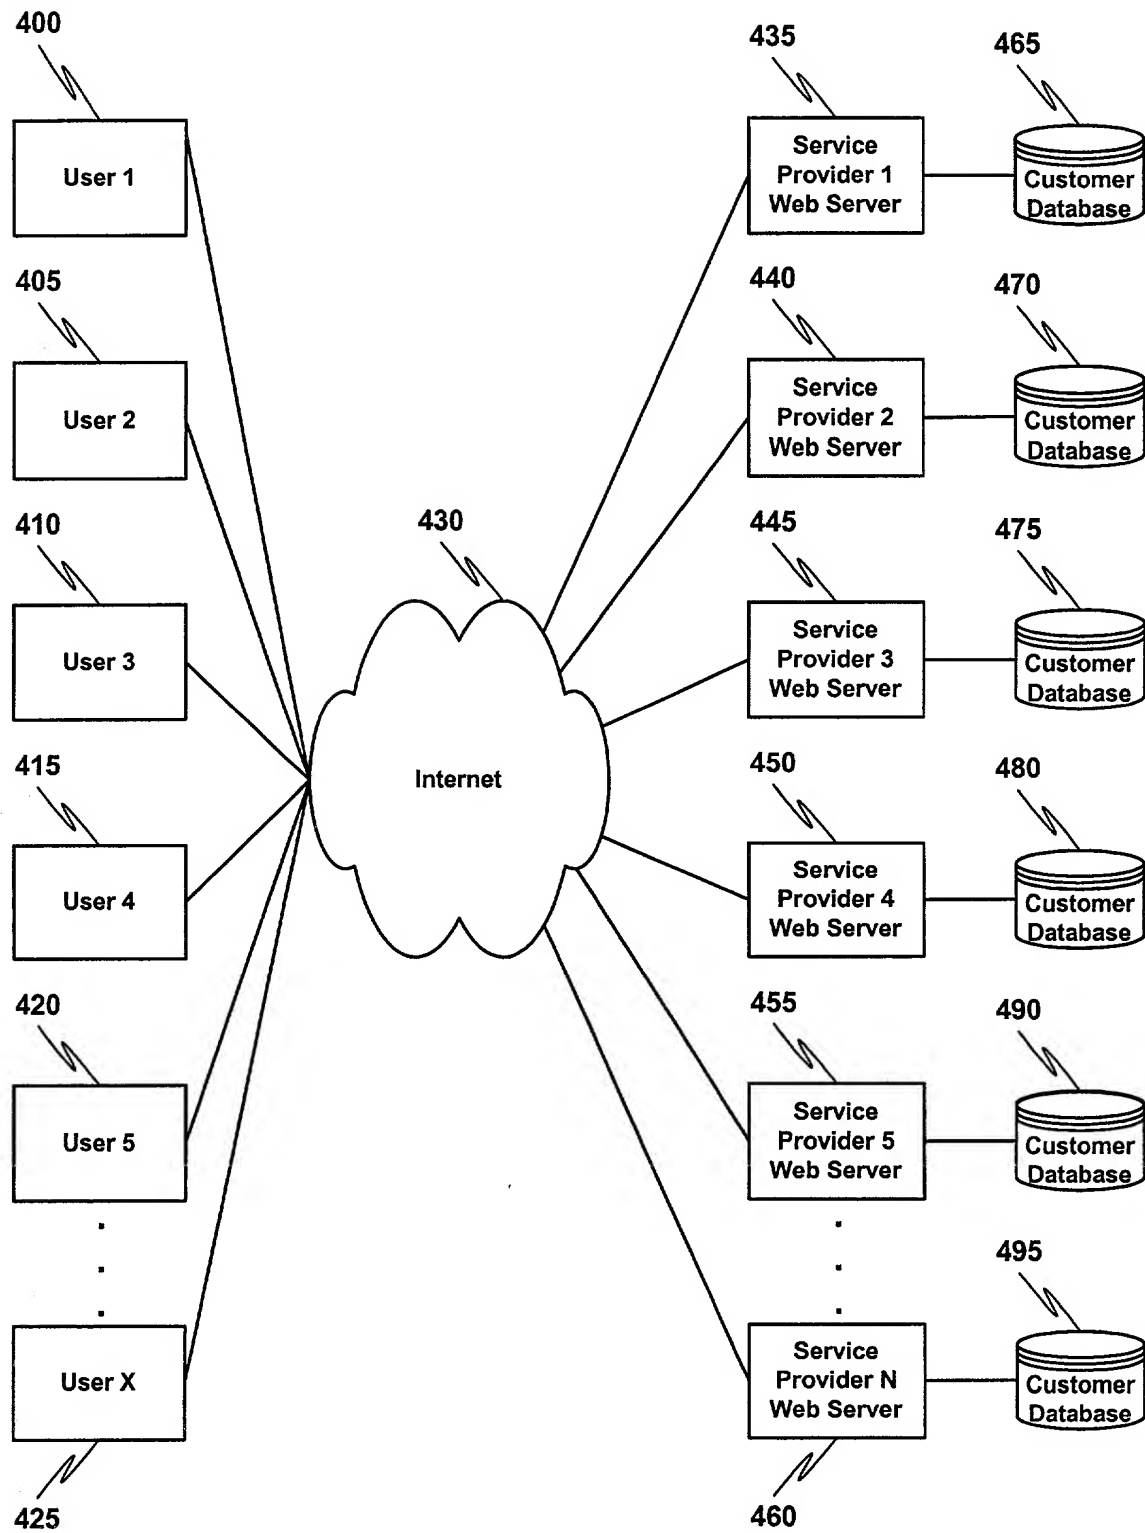 400
User 1
405
User 2
410
User 3
415
User 4
420
User 5
.
.
.
User X
425
430
Internet
435
Service
Provider 1
Web Server
440
Service
Provider 2
Web Server
445
Service
Provider 3
Web Server
450
Service
Provider 4
Web Server
455
Service
Provider 5
Web Server
.
.
.
Service
Provider N
Web Server
460
465
Customer
Database
470
Customer
Database
475
Customer
Database
480
Customer
Database
490
Customer
Database
495
Customer
Database